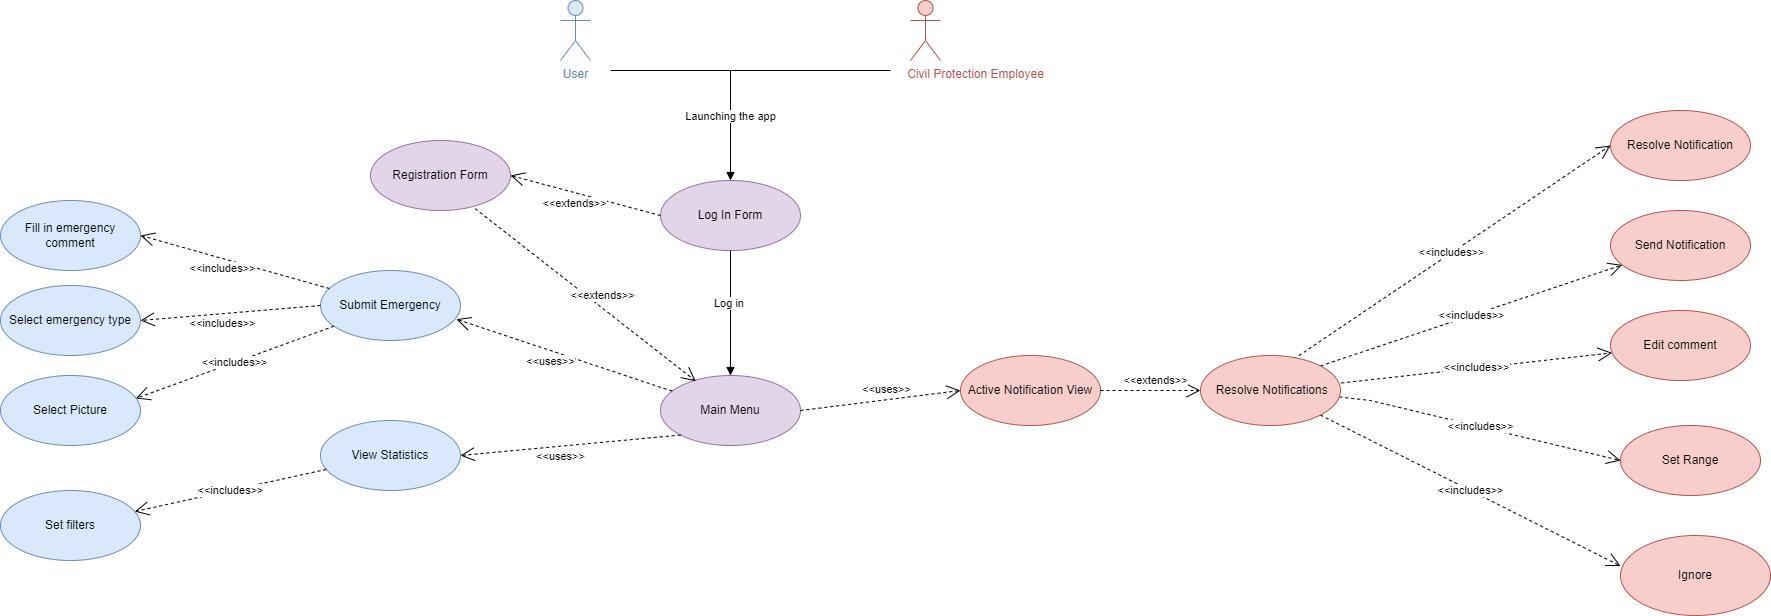 User
Civil Protection Employee
Launching the app
Resolve Notification
Registration Form
<<extends>>
Log In Form
Fill in emergency
comment
Send Notification
<<includes>>
<<includes>>
Submit Emergency
<<extends>>
Log in
Select emergency type
<<includes>>
<<includes>>
Edit comment
<<includes>>
<<uses>>
<<includes>>
Select Picture
Main Menu
<<uses>>
Active Notification View
<<extends>>
Resolve Notifications
<<includes>>
View Statistics
<<uses>>
Set Range
<<includes>>
<<includes>>
Set filters
Ignore